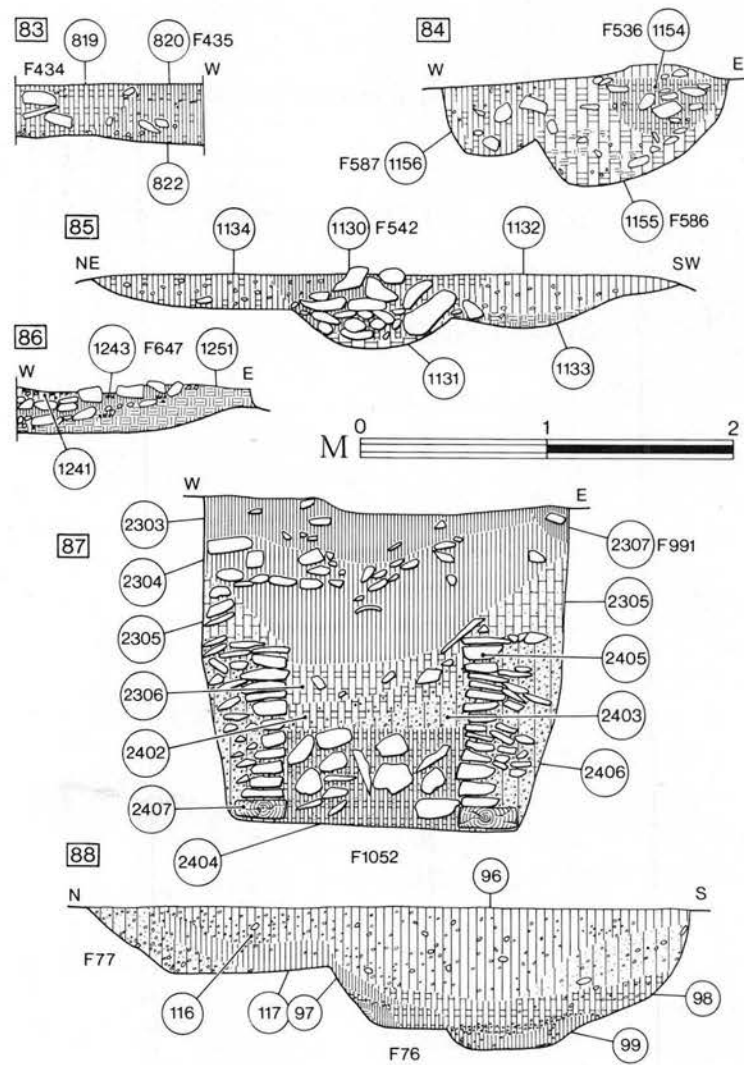 83
819
820 F435
F434
W
822
84
F536 1154
W
E
F587 1156
1155 F586
85
1134
1130 F542
1132
NE
SW
1131
1133
86
1243 F647
1251
W
E
1241
0 1 2
M
87
W
E
2303
2307 F991
2304
2305
2305
2405
2306
2402
2403
2406
2407
2404
F1052
88
96
N
S
F77
116
117
97
98
99
F76